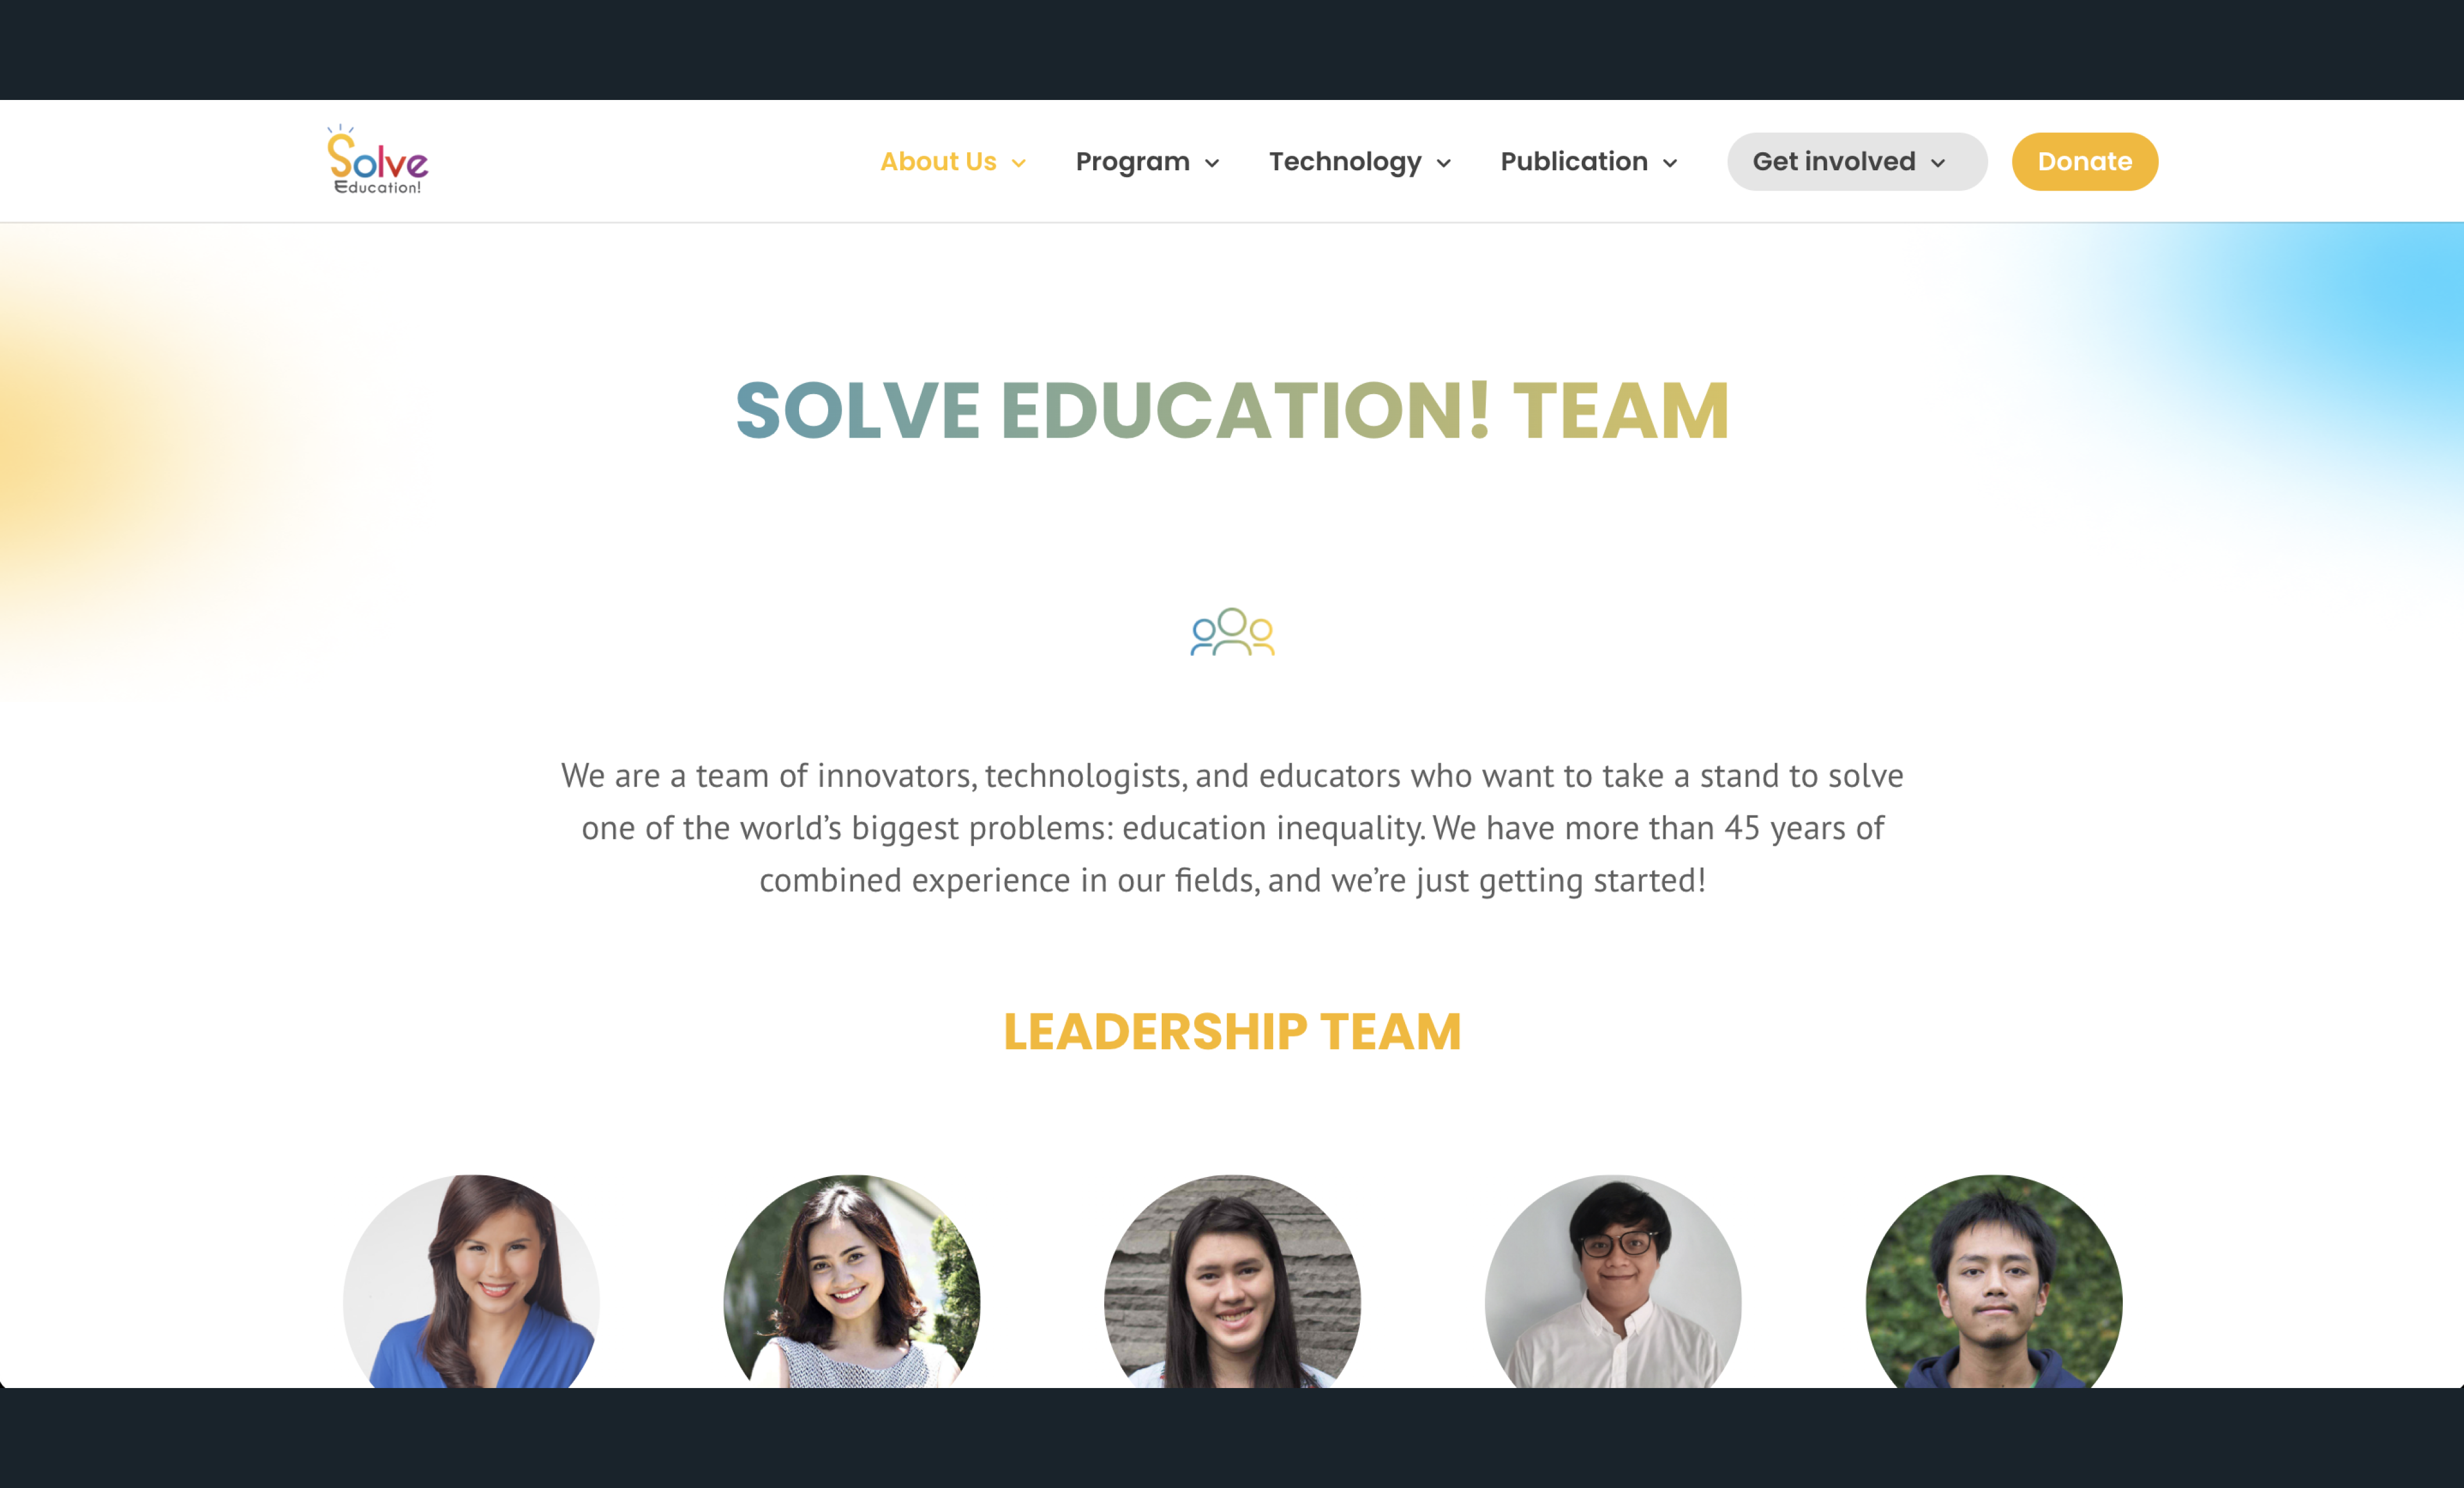 Solve
Education!
About Us
Program
Technology
Publication
Get involved
Donate
SOLVE EDUCATION! TEAM
We are a team of innovators, technologists, and educators who want to take a stand to solve
one of the world’s biggest problems: education inequality. We have more than 45 years of
combined experience in our fields, and we’re just getting started!
LEADERSHIP TEAM